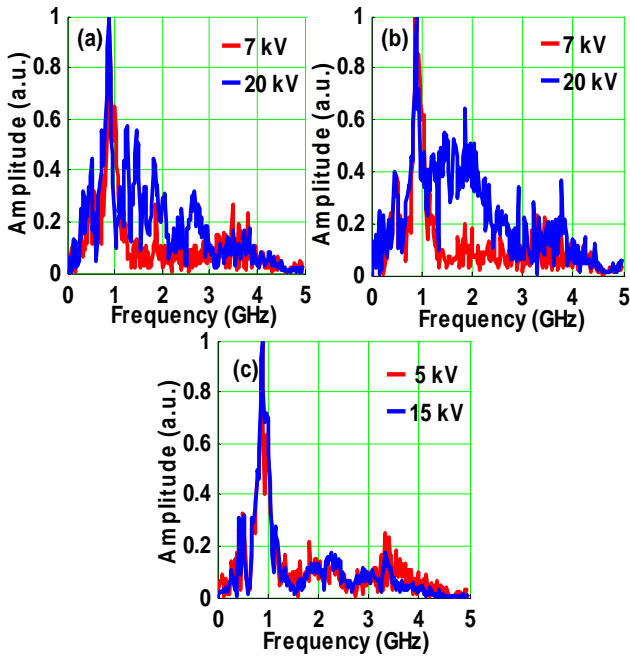 (a)
7 kV
20 kV
Amplitude (a.u.)
1
0.8
0.6
0.4
0.2
0
0 1 2 3 4 5
Frequency (GHz)
(b)
7 kV
20 kV
Amplitude (a.u.)
1
0.8
0.6
0.4
0.2
0
0 1 2 3 4 5
Frequency (GHz)
(c)
5 kV
15 kV
Amplitude (a.u.)
1
0.8
0.6
0.4
0.2
0
0 1 2 3 4 5
Frequency (GHz)